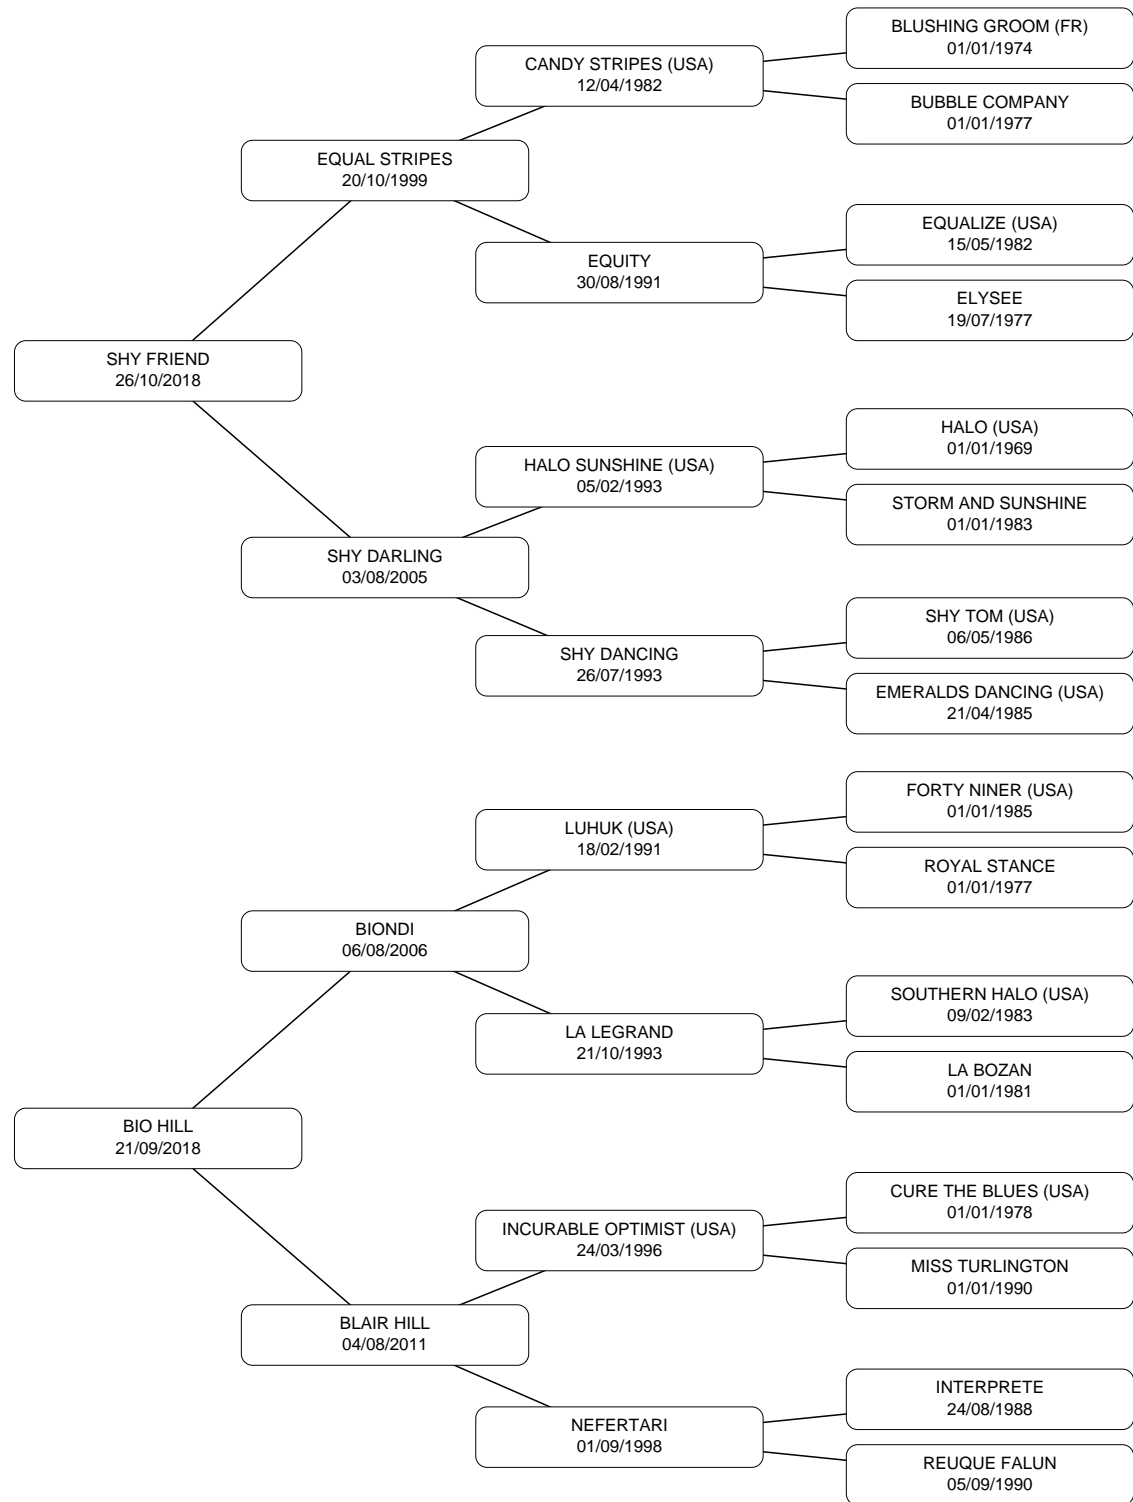 BLUSHING GROOM (FR)
01/01/1974
CANDY STRIPES (USA)
12/04/1982
BUBBLE COMPANY
01/01/1977
EQUAL STRIPES
20/10/1999
EQUALIZE (USA)
15/05/1982
EQUITY
30/08/1991
ELYSEE
19/07/1977
SHY FRIEND
26/10/2018
HALO (USA)
01/01/1969
HALO SUNSHINE (USA)
05/02/1993
STORM AND SUNSHINE
01/01/1983
SHY DARLING
03/08/2005
SHY TOM (USA)
06/05/1986
SHY DANCING
26/07/1993
EMERALDS DANCING (USA)
21/04/1985
FORTY NINER (USA)
01/01/1985
LUHUK (USA)
18/02/1991
ROYAL STANCE
01/01/1977
BIONDI
06/08/2006
SOUTHERN HALO (USA)
09/02/1983
LA LEGRAND
21/10/1993
LA BOZAN
01/01/1981
BIO HILL
21/09/2018
CURE THE BLUES (USA)
01/01/1978
INCURABLE OPTIMIST (USA)
24/03/1996
MISS TURLINGTON
01/01/1990
BLAIR HILL
04/08/2011
INTERPRETE
24/08/1988
NEFERTARI
01/09/1998
REUQUE FALUN
05/09/1990